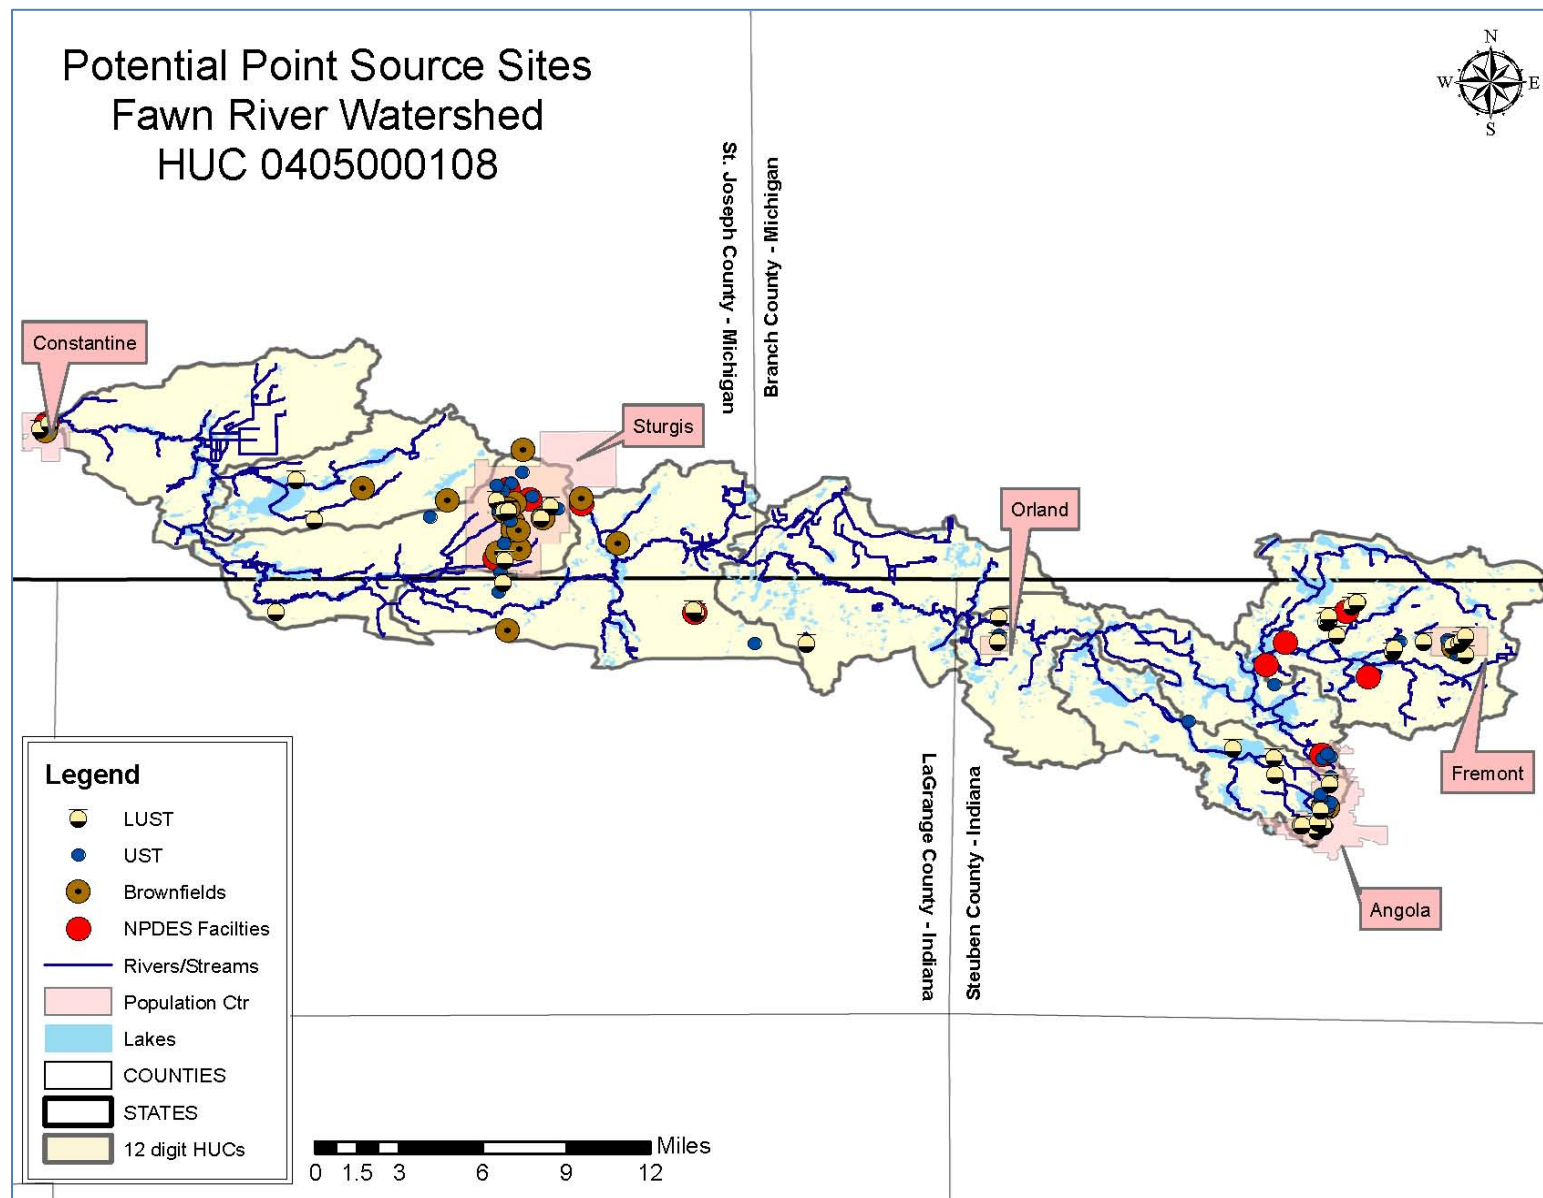 Potential Point Source Sites
Fawn River Watershed
HUC 0405000108
N
W
E
S
St. Joseph County - Michigan
Branch County - Michigan
Constantine
Sturgis
Orland
Fremont
Angola
LaGrange County - Indiana
Steuben County - Indiana
Legend
LUST
UST
Brownfields
NPDES Facilties
Rivers/Streams
Population Ctr
Lakes
COUNTIES
STATES
12 digit HUCs
Miles
0 1.5 3 6 9 12